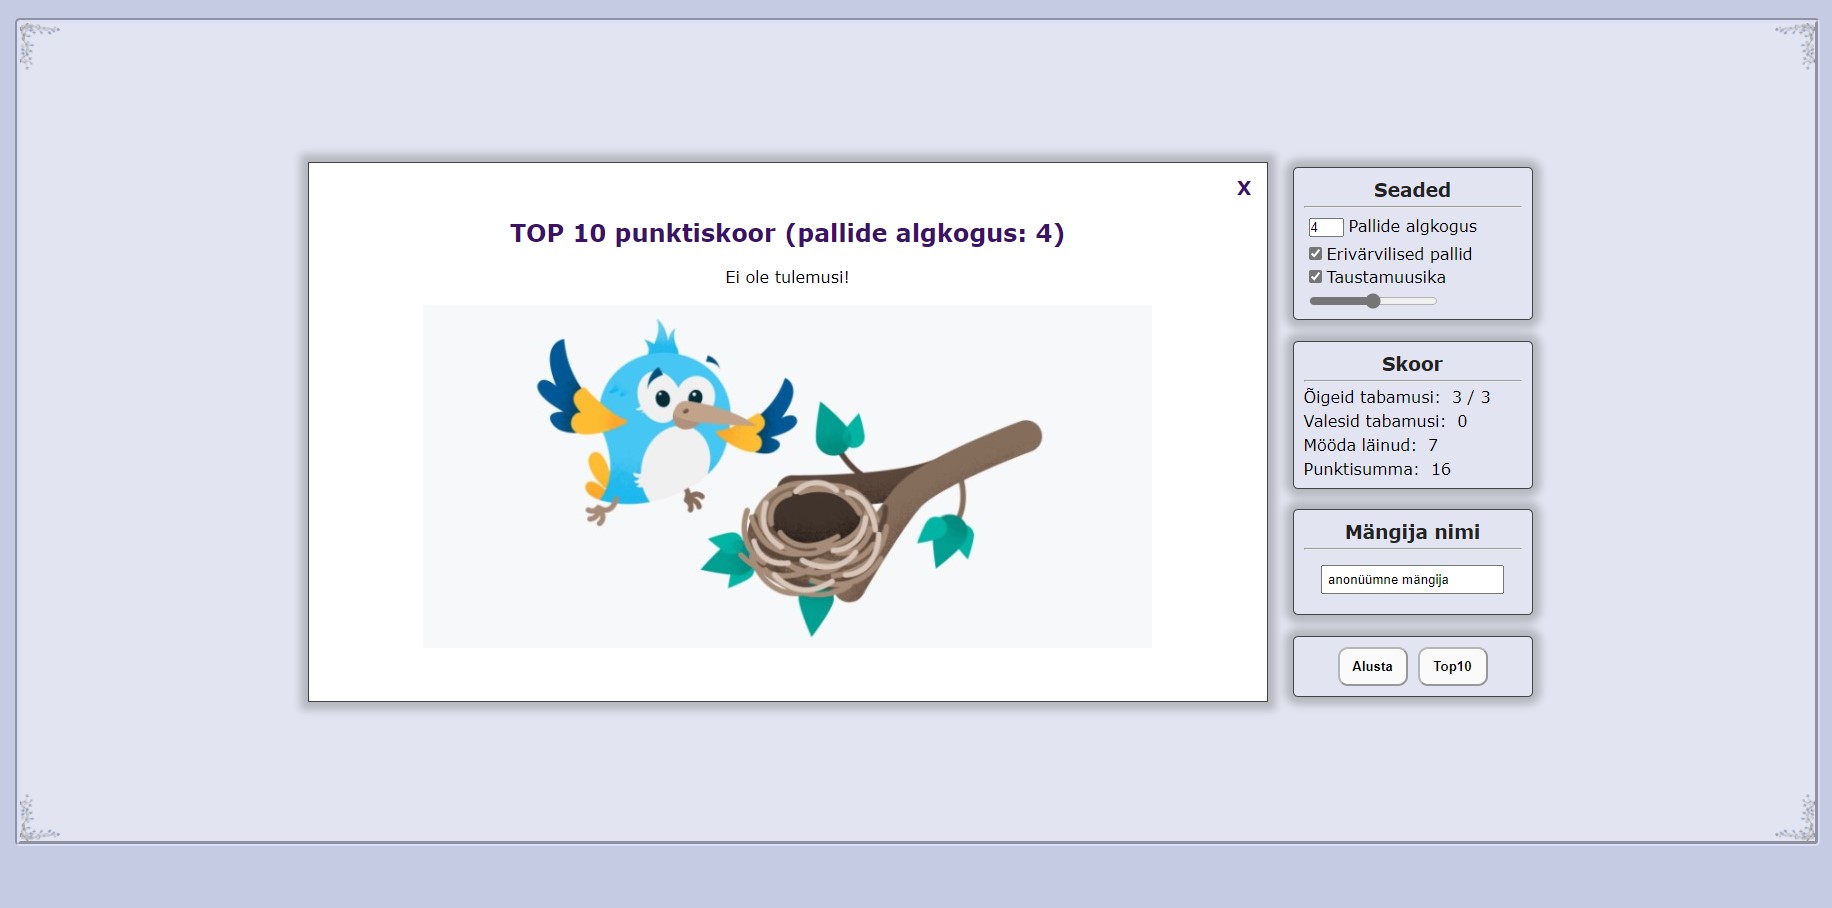 X
TOP 10 punktiskoor (pallide algkogus: 4)
Ei ole tulemusi!
Seaded
4 Pallide algkogus
Erivärvilised pallid
Taustamuusika
Skoor
Õigeid tabamusi: 3 / 3
Valesid tabamusi: 0
Mööda läinud: 7
Punktisumma: 16
Mängija nimi
anonüümne mängija
Alusta Top10